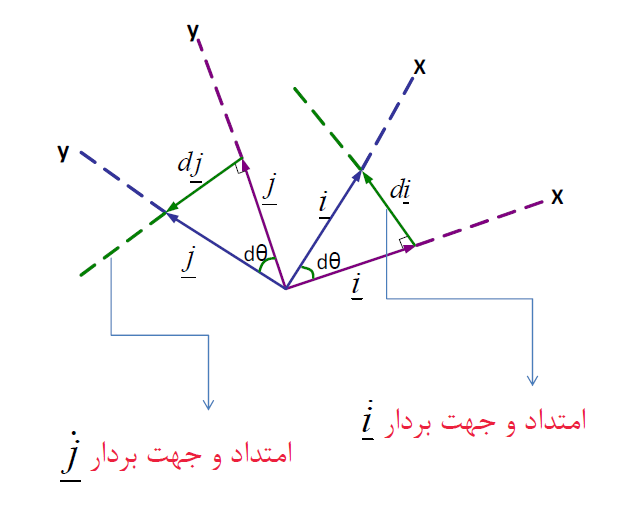 y
x
y
dj
j
i
di
x
j
dθ
dθ
i
امتداد و جهت بردار i̇
امتداد و جهت بردار j̇